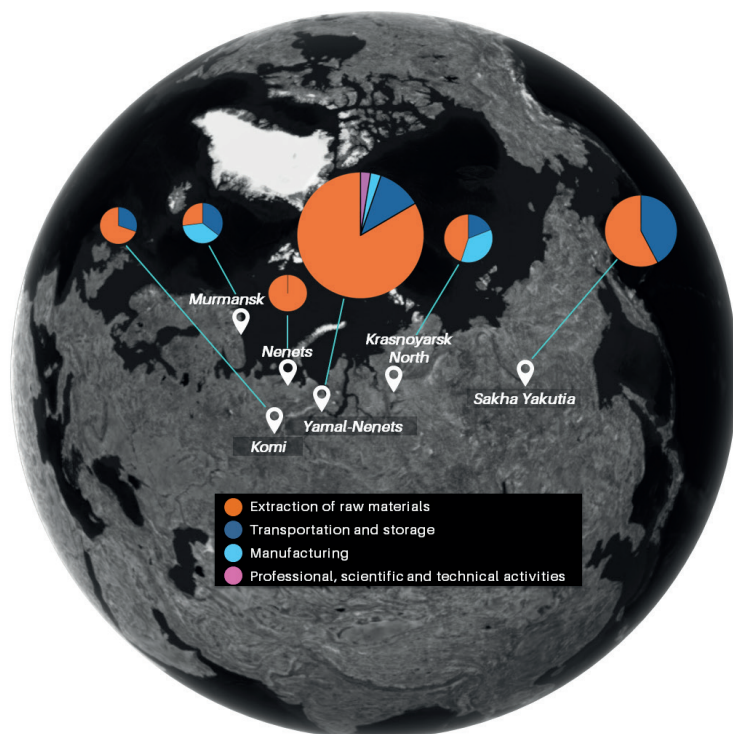 Murmansk
Nenets
Krasnoyarsk
North
Yamal-Nenets
Sakha Yakutia
Komi
Extraction of raw materials
Transportation and storage
Manufacturing
Professional, scientific and technical activities